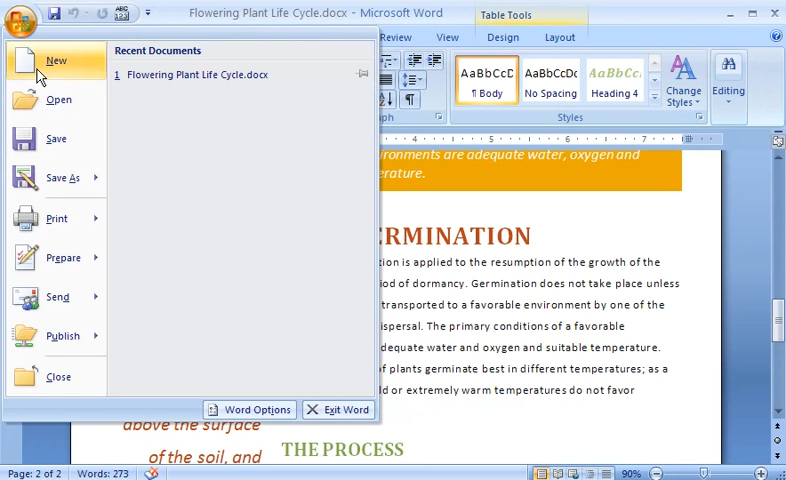 Flowering Plant Life Cycle.docx - Microsoft Word
Table Tools
Review View Design Layout
New
Open
Save
Save As
Print
Prepare
Send
Publish
Close
Recent Documents
1 Flowering Plant Life Cycle.docx
Word Options
Exit Word
AaBbCcD
¶ Body
AaBbCcDc
No Spacing
AaBbCc.
Heading 4
Change
Styles
Editing
Styles
4 5 6 7
adequate water, oxygen and
ERMINATION
tion is applied to the resumption of the growth of the
iod of dormancy. Germination does not take place unless
transported to a favorable environment by one of the
ispersal. The primary conditions of a favorable
dequate water and oxygen and suitable temperature.
of plants germinate best in different temperatures; as a
ld or extremely warm temperatures do not favor
above the surface
of the soil, and
THE PROCESS
Page: 2 of 2
Words: 273
90%